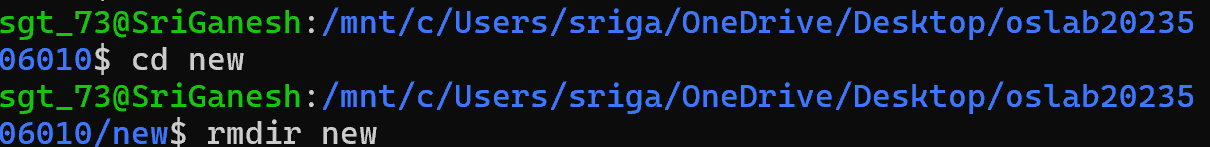 sgt_73@SriGanesh:/mnt/c/Users/sriga/OneDrive/Desktop/oslab20235
06010$ cd new
sgt_73@SriGanesh:/mnt/c/Users/sriga/OneDrive/Desktop/oslab20235
06010/new$ rmdir new